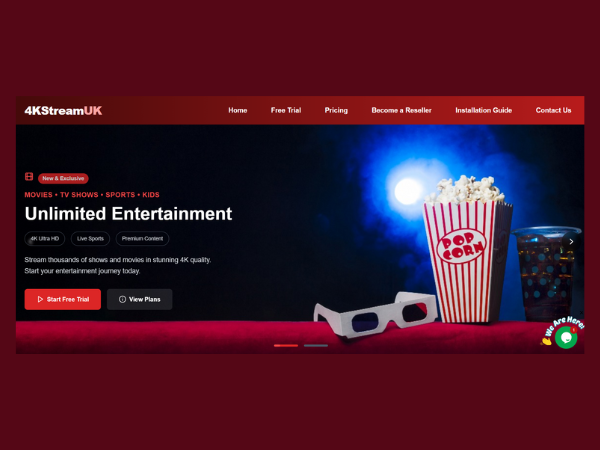 4KStreamUK
Home
Free Trial
Pricing
Become a Reseller
Installation Guide
Contact Us
New & Exclusive
MOVIES • TV SHOWS • SPORTS • KIDS
Unlimited Entertainment
4K Ultra HD
Live Sports
Premium Content
Stream thousands of shows and movies in stunning 4K quality.
Start your entertainment journey today.
Start Free Trial
View Plans
POP
CORN
We Are Here!